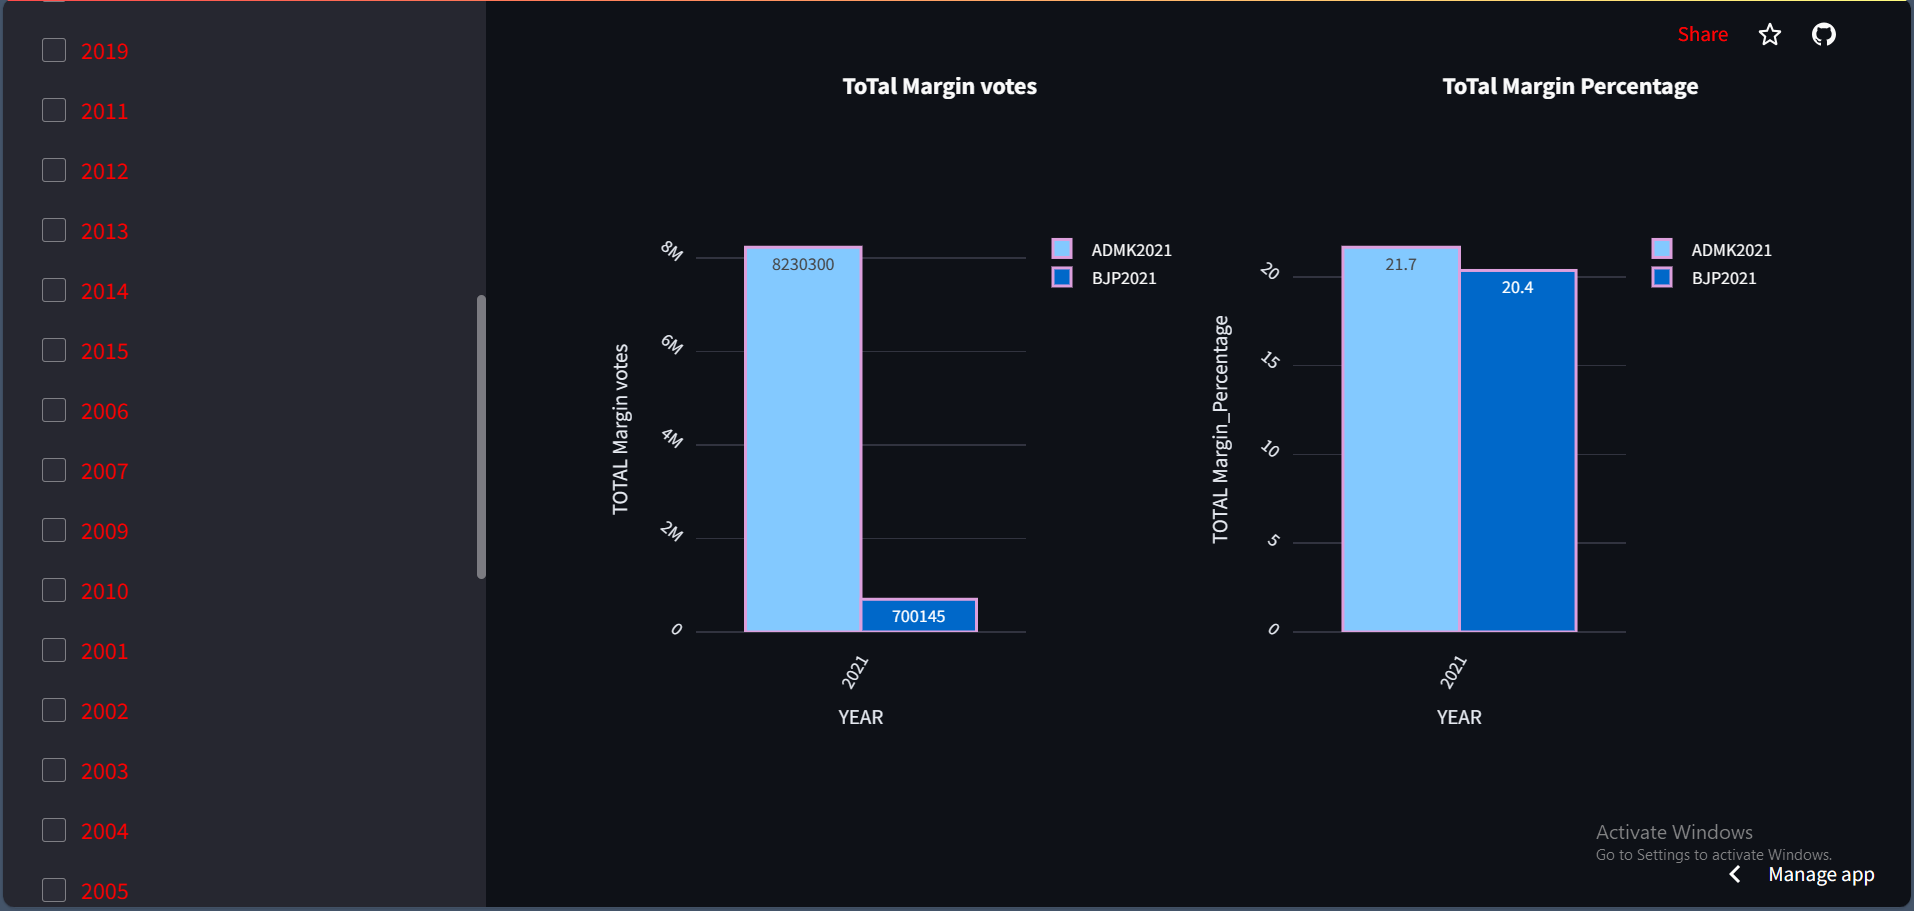 2019
2011
2012
2013
2014
2015
2006
2007
2009
2010
2001
2002
2003
2004
2005
Share
ToTal Margin votes
8M
6M
4M
2M
0
TOTAL Margin votes
8230300
700145
2021
YEAR
ADMK2021
BJP2021
ToTal Margin Percentage
20
15
10
5
0
TOTAL Margin_Percentage
21.7
20.4
2021
YEAR
ADMK2021
BJP2021
Activate Windows
Go to Settings to activate Windows.
Manage app